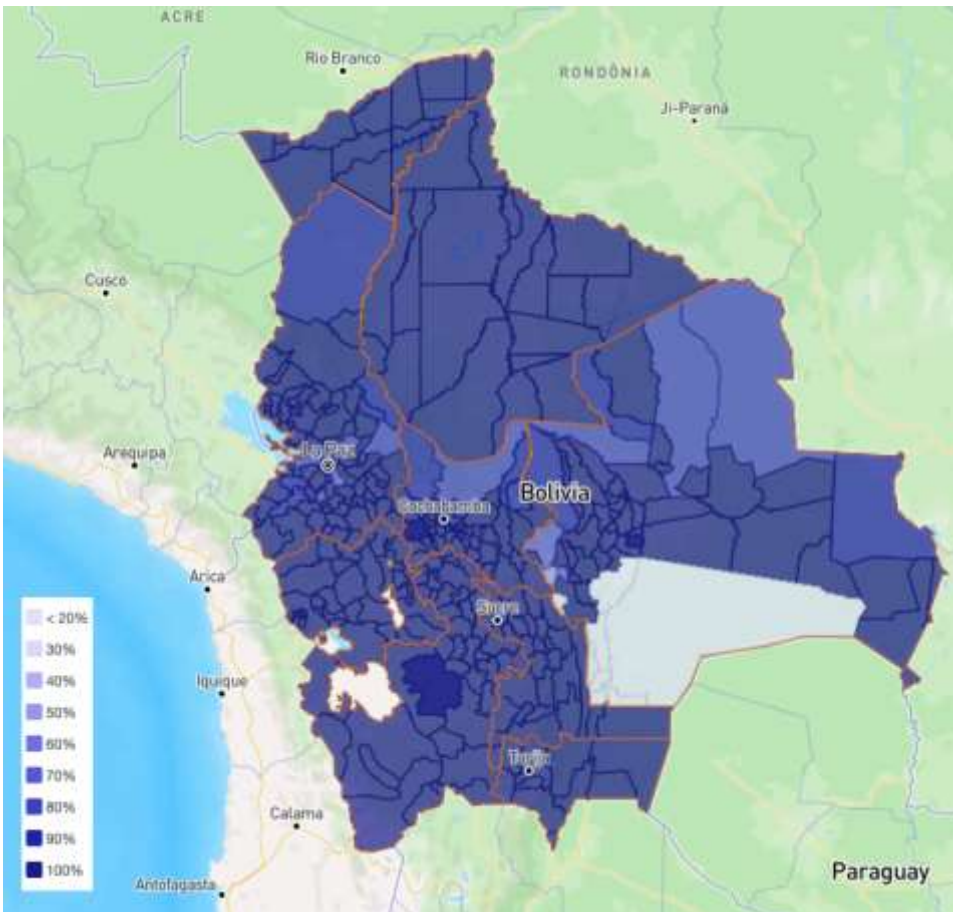 ACRE
Rio Branco
RONDÔNIA
Ji-Paraná
Cusco
La Paz
Arequipa
Bolivia
Cochabamba
Arica
Sucre
< 20%
30%
40%
50%
60%
70%
80%
90%
100%
Iquique
Tarija
Calama
Antofagasta
Paraguay